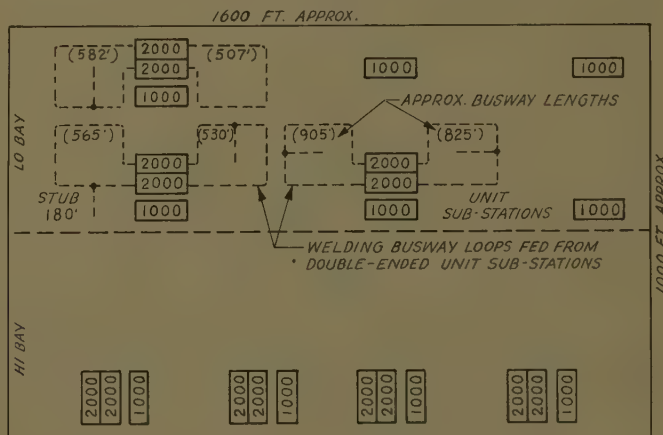 1600 FT. APPROX.
(582') 2000 (507')
2000
1000
1000
1000
APPROX. BUSWAY LENGTHS
LO BAY
(565') (530') (905') (825')
2000
2000
2000
2000
STUB
180'
1000
1000
UNIT
SUB-STATIONS
1000
1000 FT. APPROX.
WELDING BUSWAY LOOPS FED FROM
DOUBLE-ENDED UNIT SUB-STATIONS
HI BAY
2000 2000 1000
2000 2000 1000
2000 2000 1000
2000 2000 1000